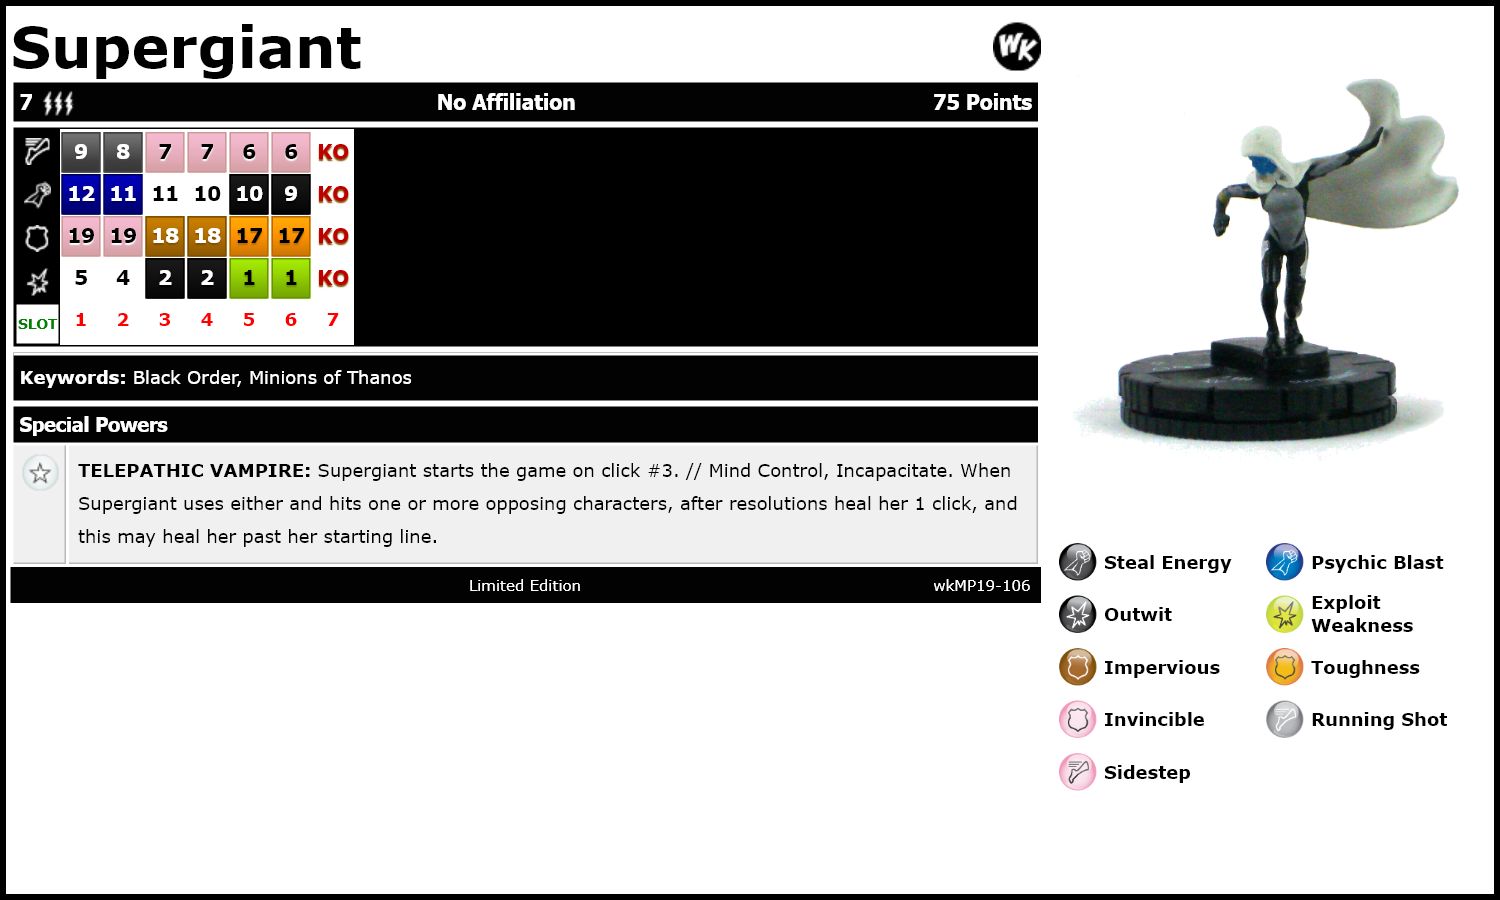 Supergiant
WK
7 No Affiliation 75 Points
9 8 7 7 6 6 KO
12 11 11 10 10 9 KO
19 19 18 18 17 17 KO
5 4 2 2 1 1 KO
SLOT 1 2 3 4 5 6 7
Keywords: Black Order, Minions of Thanos
Special Powers
TELEPATHIC VAMPIRE: Supergiant starts the game on click #3. // Mind Control, Incapacitate. When
Supergiant uses either and hits one or more opposing characters, after resolutions heal her 1 click, and
this may heal her past her starting line.
Limited Edition wkMP19-106
Steal Energy Psychic Blast
Outwit Exploit
Weakness
Impervious Toughness
Invincible Running Shot
Sidestep